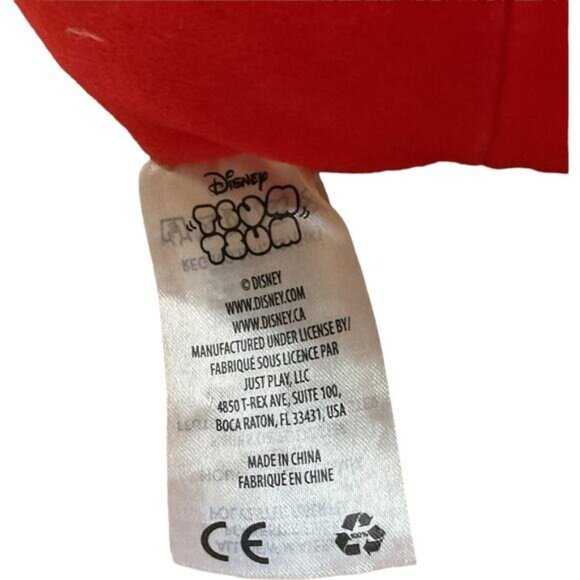 Disney
TSUM
TSUM
© DISNEY
WWW.DISNEY.COM
WWW.DISNEY.CA
MANUFACTURED UNDER LICENSE BY/
FABRIQUÉ SOUS LICENCE PAR
JUST PLAY, LLC
4850 T-REX AVE, SUITE 100,
BOCA RATON, FL 33431, USA
MADE IN CHINA
FABRIQUÉ EN CHINE
CE